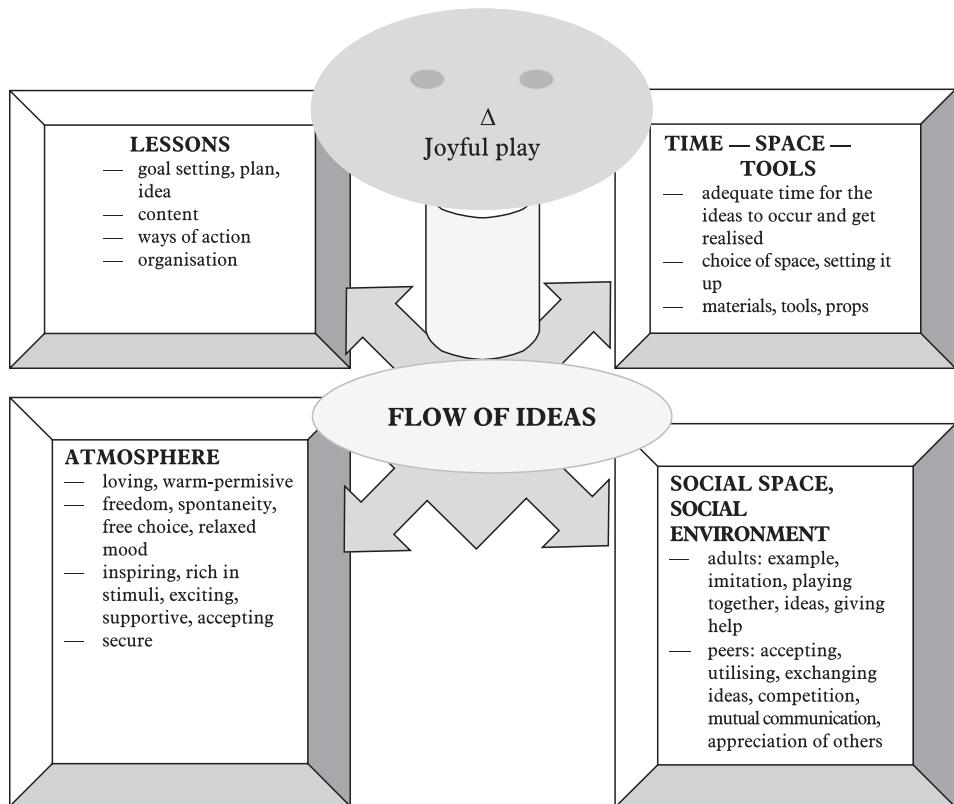 Δ
Joyful play
LESSONS
— goal setting, plan,
idea
— content
— ways of action
— organisation
TIME — SPACE —
TOOLS
— adequate time for the
ideas to occur and get
realised
— choice of space, setting it
up
— materials, tools, props
FLOW OF IDEAS
ATMOSPHERE
— loving, warm-permisive
— freedom, spontaneity,
free choice, relaxed
mood
— inspiring, rich in
stimuli, exciting,
supportive, accepting
— secure
SOCIAL SPACE,
SOCIAL
ENVIRONMENT
— adults: example,
imitation, playing
together, ideas, giving
help
— peers: accepting,
utilising, exchanging
ideas, competition,
mutual communication,
appreciation of others